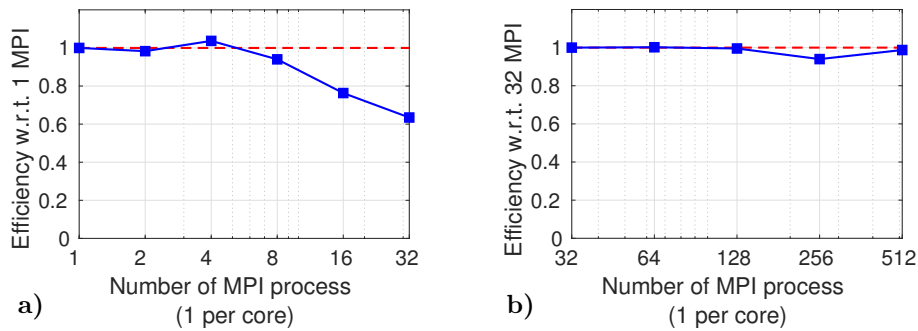 Efficiency w.r.t. 1 MPI
1
0.8
0.6
0.4
0.2
0
1 2 4 8 16 32
Number of MPI process
(1 per core)
a)
Efficiency w.r.t. 32 MPI
1
0.8
0.6
0.4
0.2
0
32 64 128 256 512
Number of MPI process
(1 per core)
b)